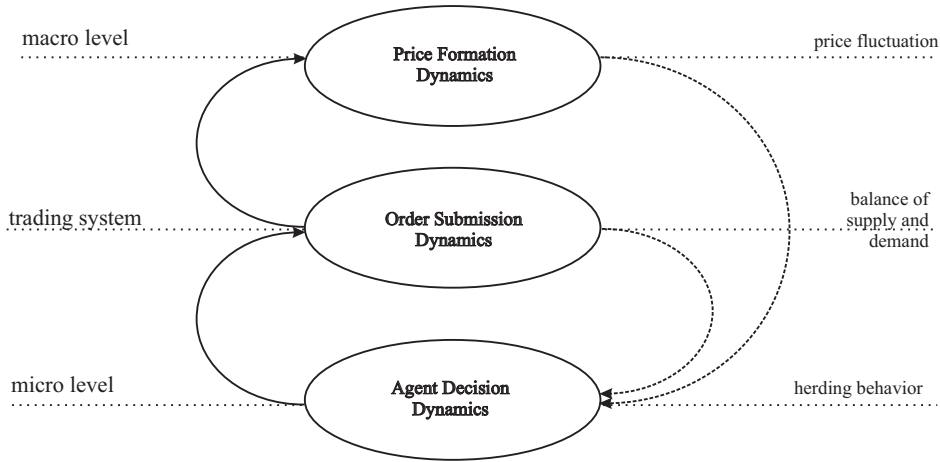 macro level
Price Formation
Dynamics
price fluctuation
trading system
Order Submission
Dynamics
balance of
supply and
demand
micro level
Agent Decision
Dynamics
herding behavior